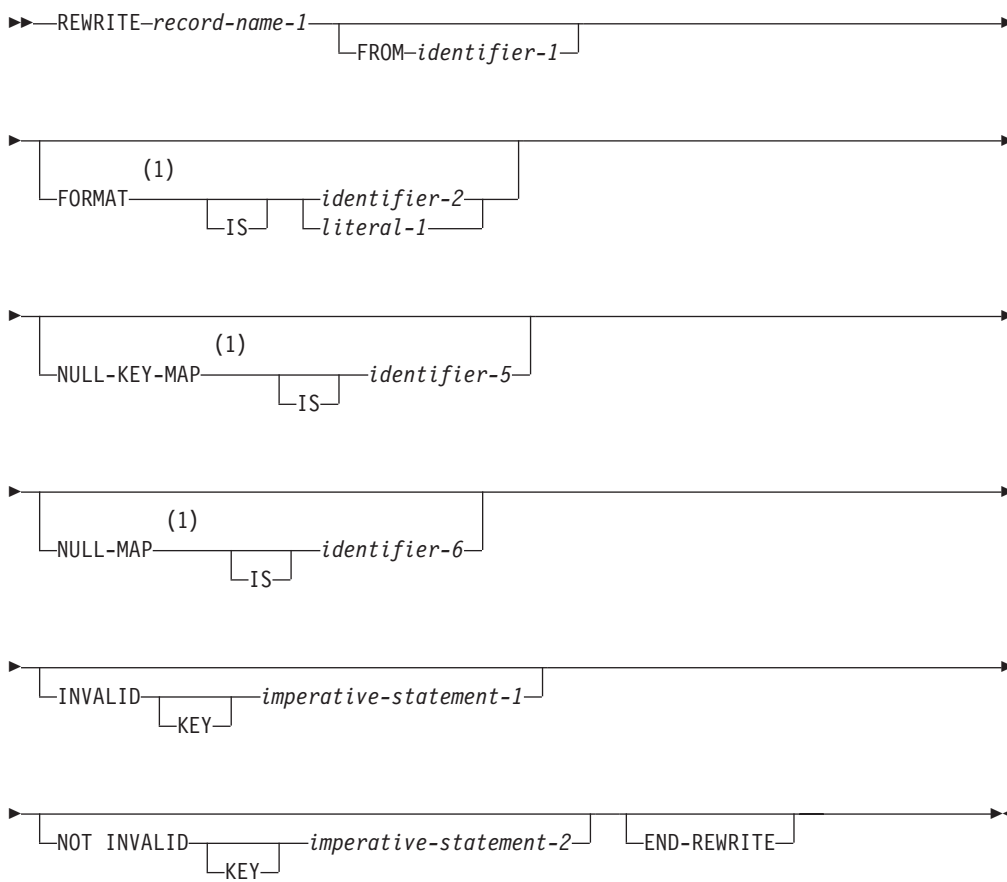 REWRITE record-name-1
FROM identifier-1
(1)
FORMAT identifier-2
IS literal-1
(1)
NULL-KEY-MAP identifier-5
IS
(1)
NULL-MAP identifier-6
IS
INVALID imperative-statement-1
KEY
NOT INVALID imperative-statement-2 END-REWRITE
KEY